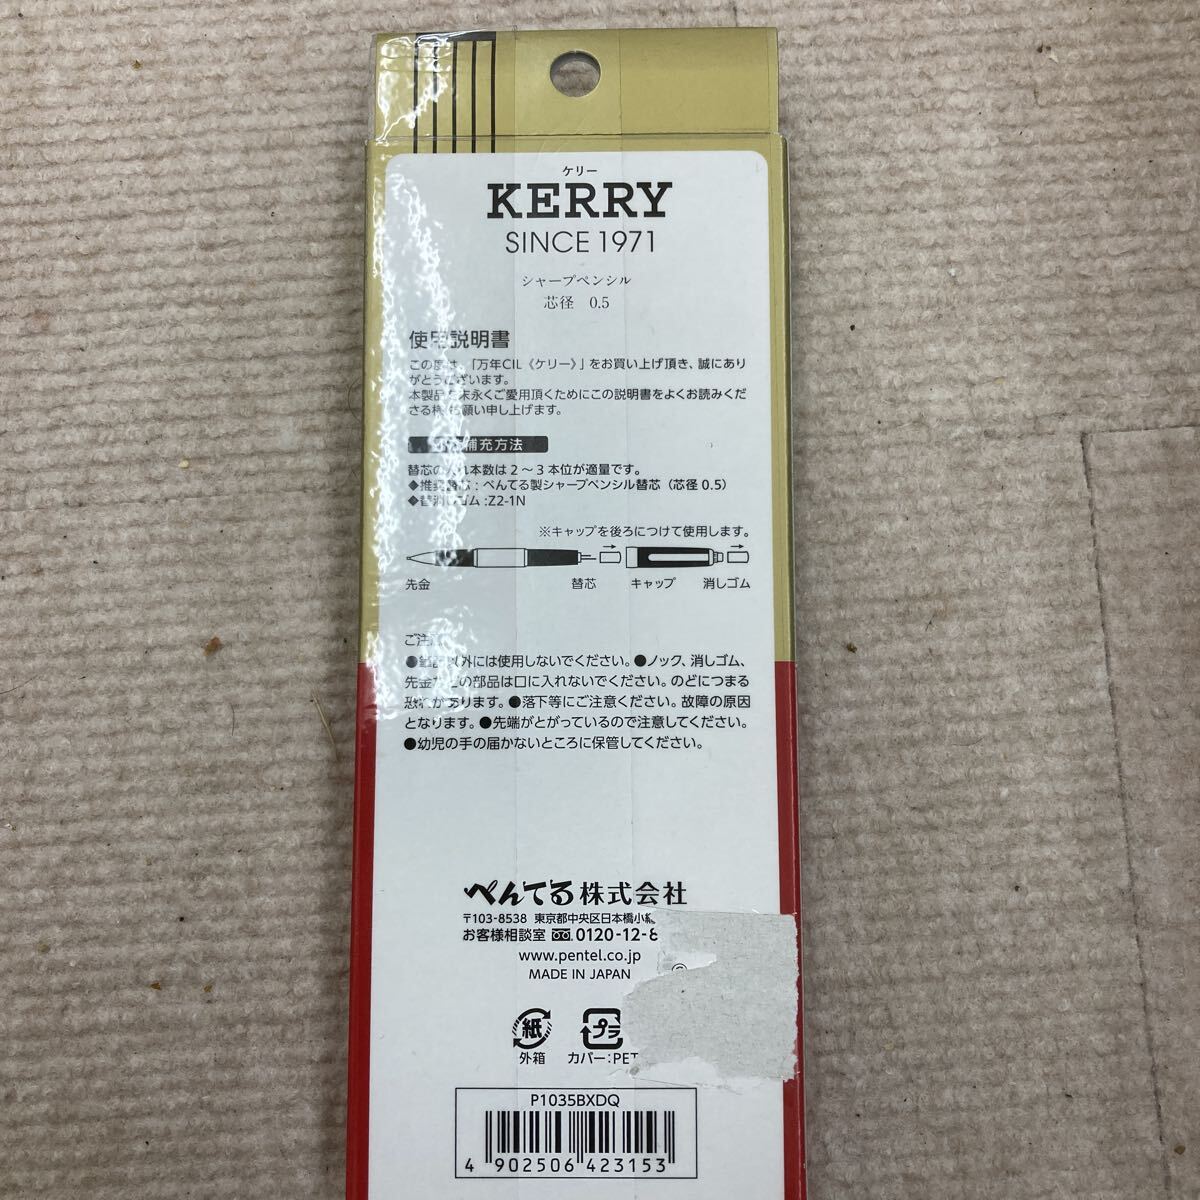 ケリー
KERRY
SINCE 1971
シャープペンシル
芯径 0.5
使用説明書
この度は、「万年CIL《ケリー》」をお買い上げ頂き、誠にあり
がとうございます。
本製品を末永くご愛用頂くためにこの説明書をよくお読みくだ
さる様お願い申し上げます。
補充方法
替芯の入れ本数は2〜3本位が適量です。
◆推奨替芯:ぺんてる製シャープペンシル替芯(芯径0.5)
◆替消しゴム:Z2-1N
※キャップを後ろにつけて使用します。
先金 替芯 キャップ 消しゴム
ご注意
●筆記以外には使用しないでください。●ノック、消しゴム、
先金などの部品は口に入れないでください。のどにつまる
恐れがあります。●落下等にご注意ください。故障の原因
となります。●先端がとがっているので注意してください。
●幼児の手の届かないところに保管してください。
ぺんてる株式会社
〒103-8538 東京都中央区日本橋小
お客様相談室 0120-12-8
www.pentel.co.jp
MADE IN JAPAN
紙 プラ
外箱 カバー:PET
P1035BXDQ
4 902506 423153